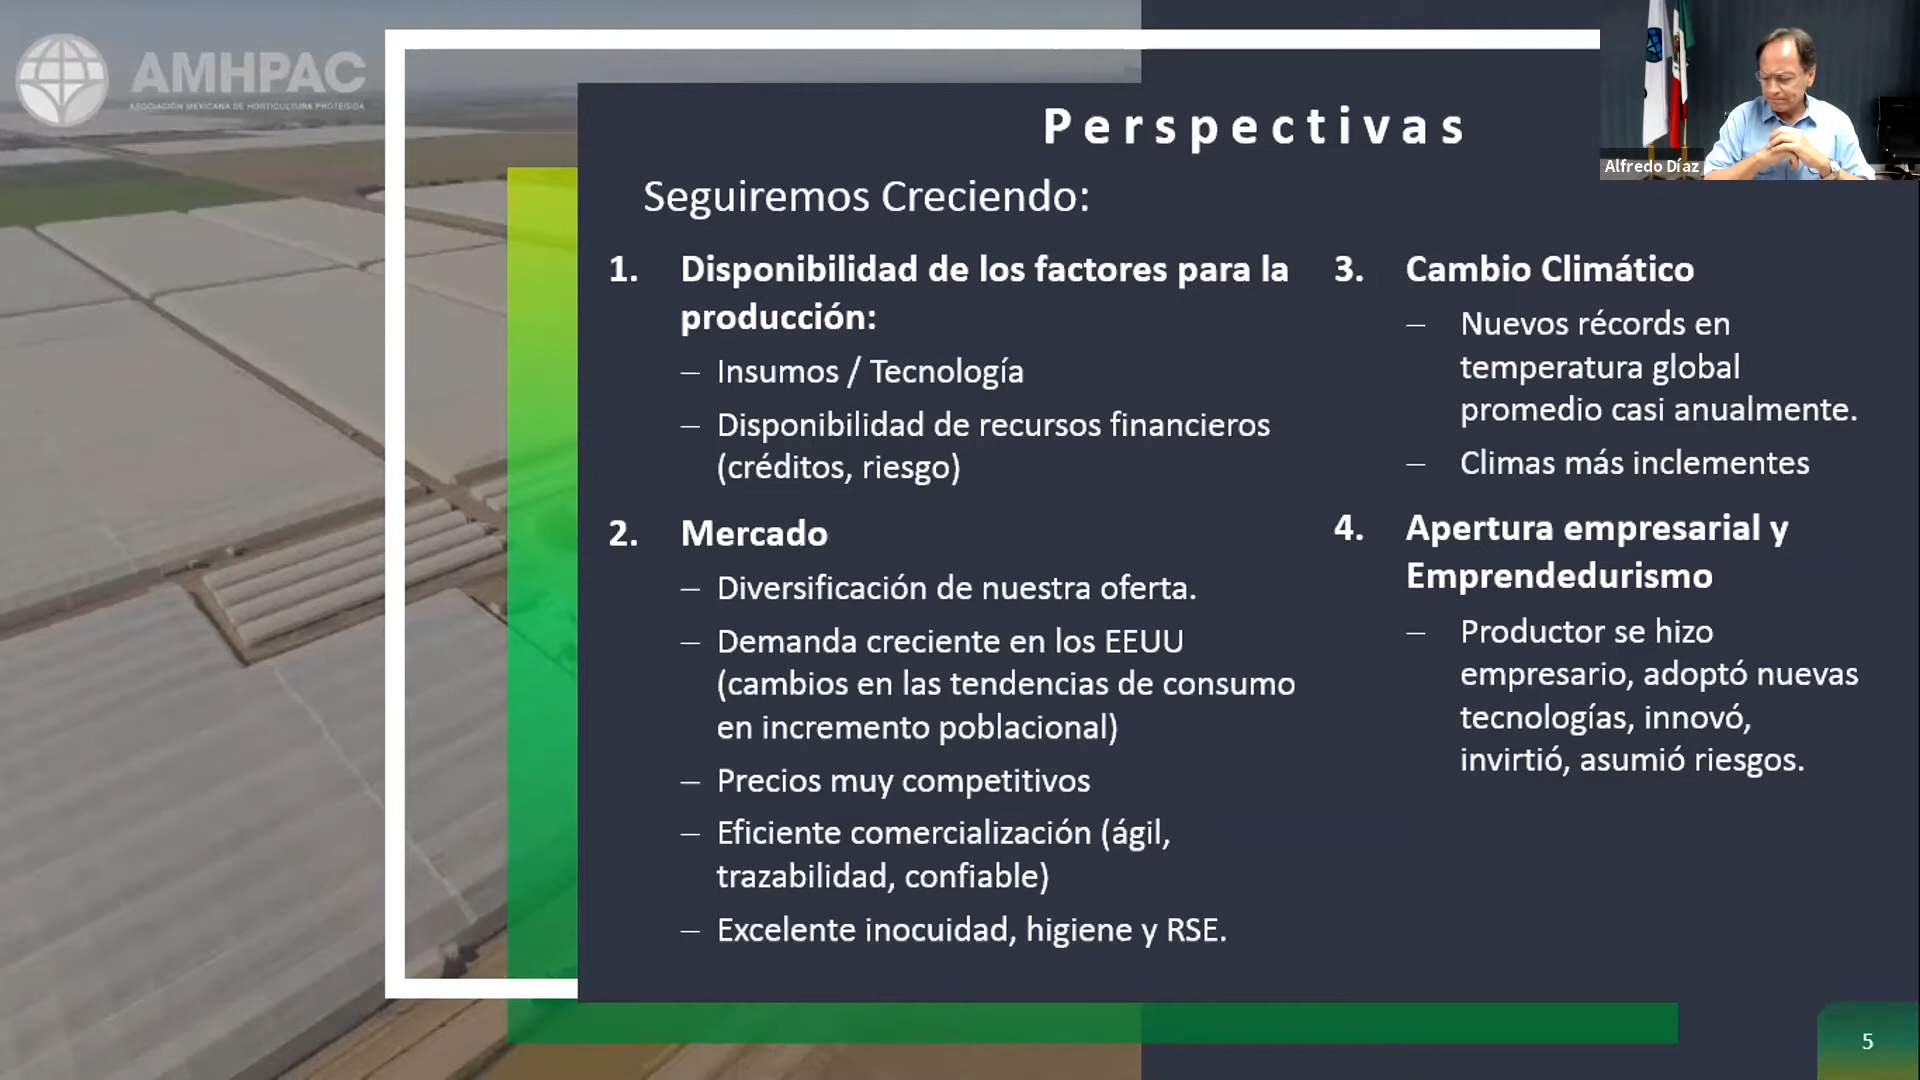 AMHPAC
ASOCIACIÓN MEXICANA DE HORTICULTURA PROTEGIDA
Perspectivas
Alfredo Díaz
Seguiremos Creciendo:
1. Disponibilidad de los factores para la
producción:
– Insumos / Tecnología
– Disponibilidad de recursos financieros
(créditos, riesgo)
2. Mercado
– Diversificación de nuestra oferta.
– Demanda creciente en los EEUU
(cambios en las tendencias de consumo
en incremento poblacional)
– Precios muy competitivos
– Eficiente comercialización (ágil,
trazabilidad, confiable)
– Excelente inocuidad, higiene y RSE.
3. Cambio Climático
– Nuevos récords en
temperatura global
promedio casi anualmente.
– Climas más inclementes
4. Apertura empresarial y
Emprendedurismo
– Productor se hizo
empresario, adoptó nuevas
tecnologías, innovó,
invirtió, asumió riesgos.
5